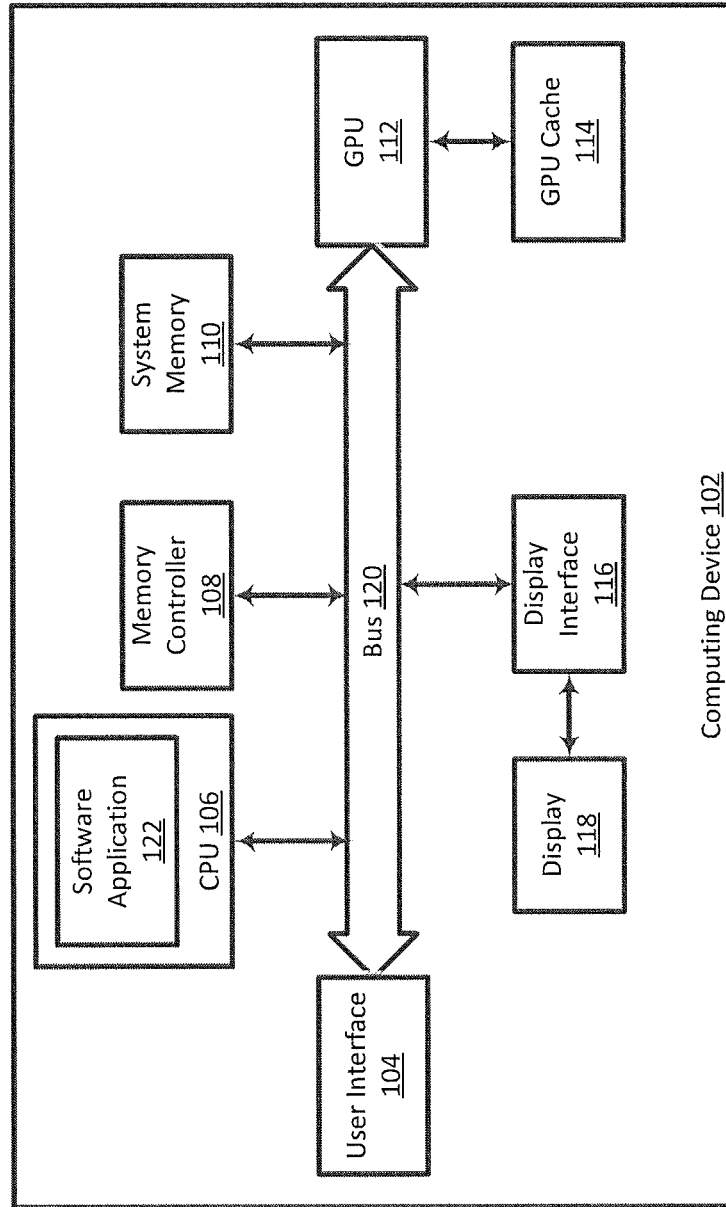 Software
Application
122
CPU 106
Memory
Controller
108
System
Memory
110
User Interface
104
Bus 120
GPU
112
Display
118
Display
Interface
116
GPU Cache
114
Computing Device 102